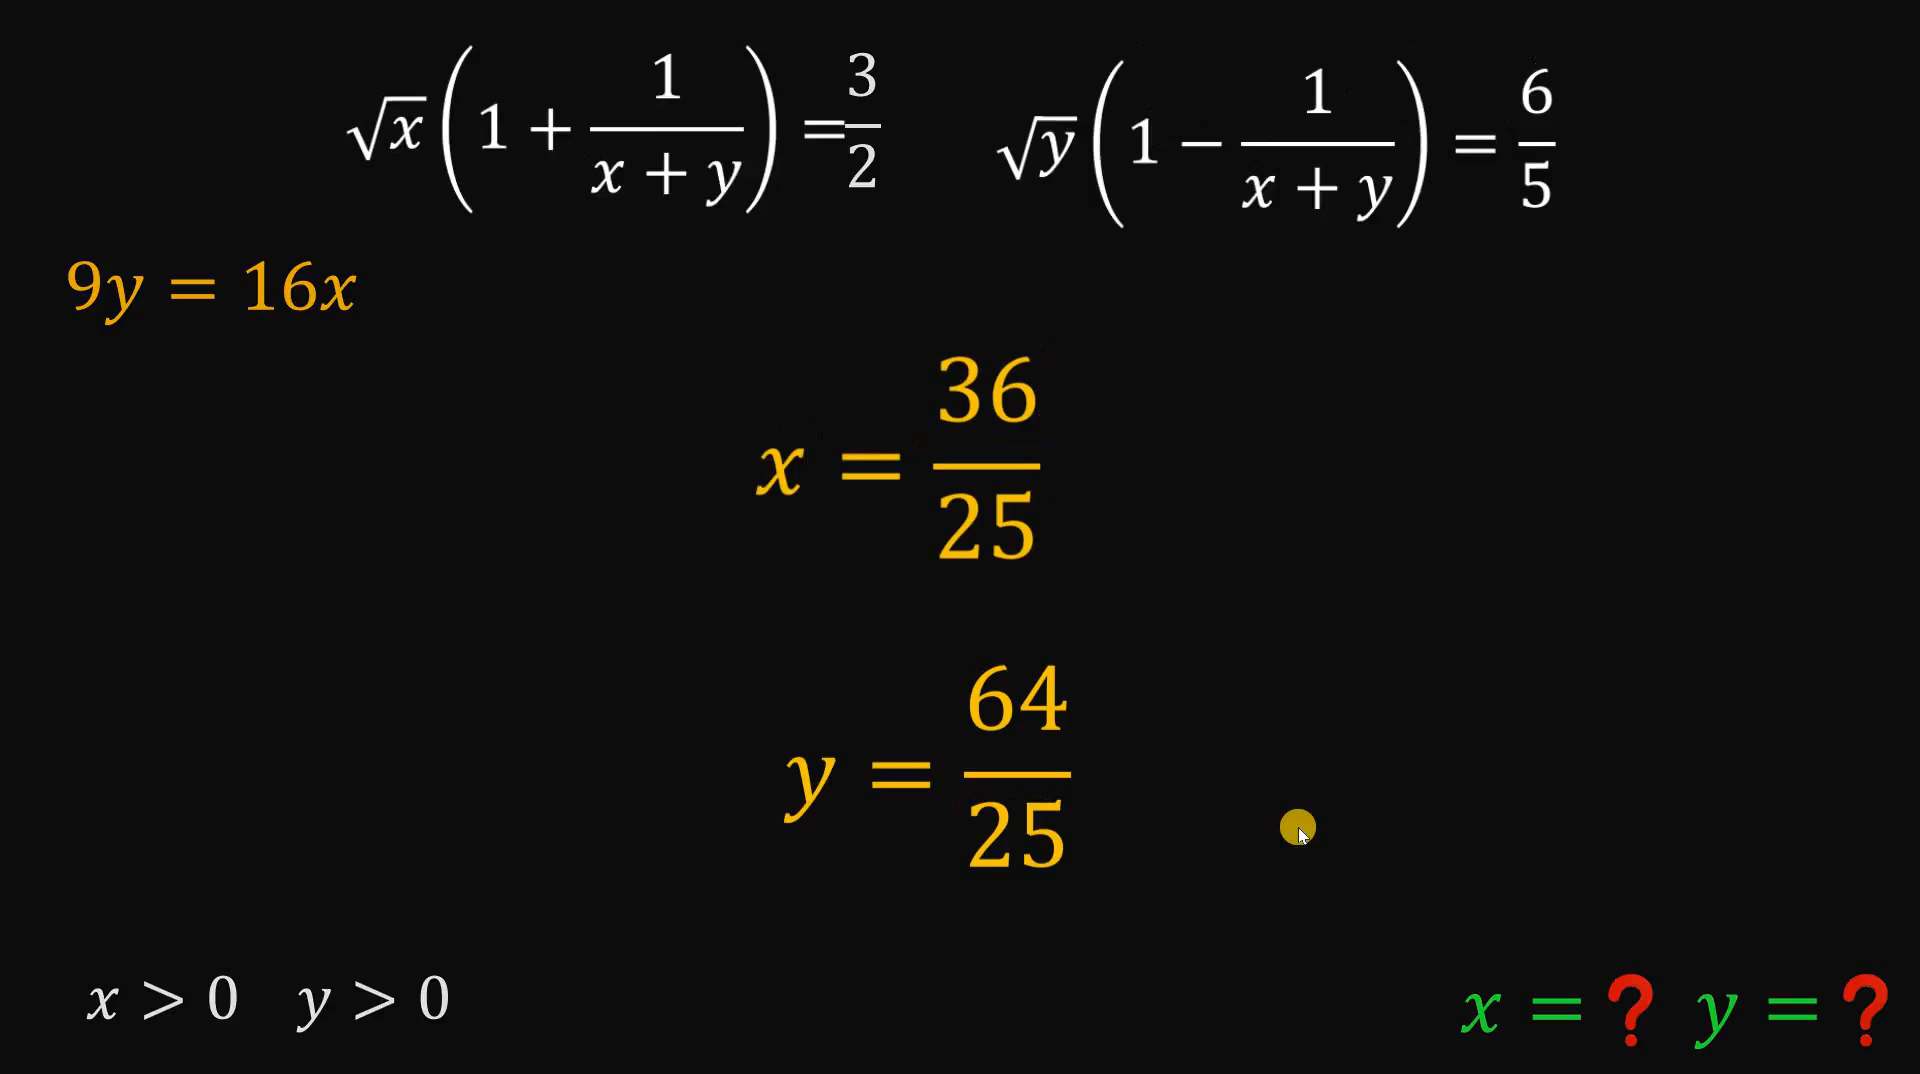 √x(1 + 1/(x + y)) = 3/2 √y(1 − 1/(x + y)) = 6/5
9y = 16x
x = 36/25
y = 64/25
x > 0 y > 0
x = ❓ y = ❓